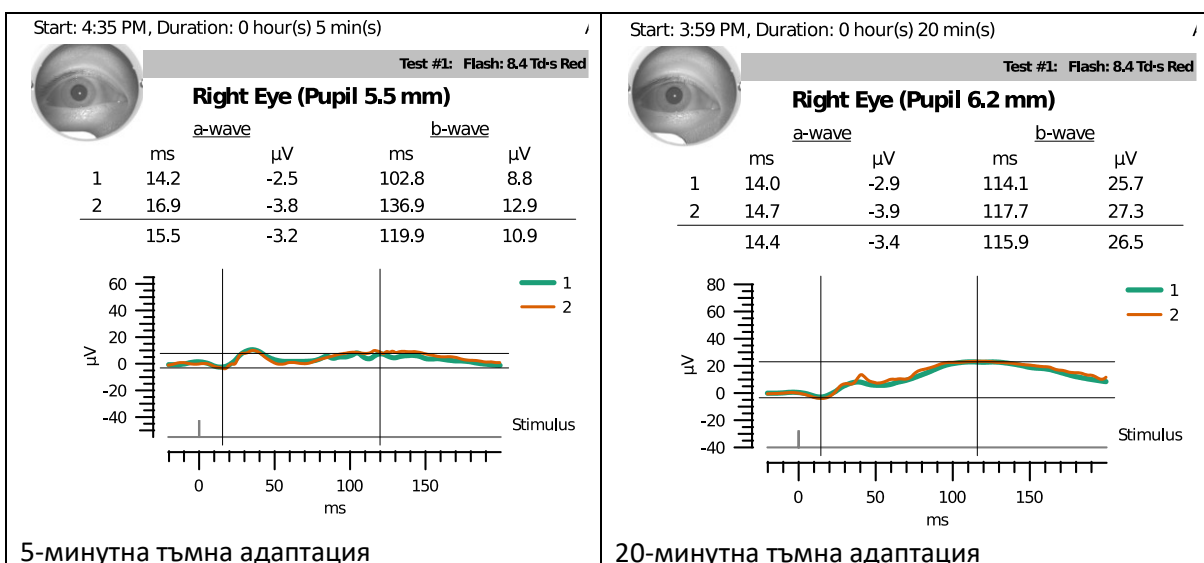 Start: 4:35 PM, Duration: 0 hour(s) 5 min(s)
Test #1: Flash: 8.4 Td·s Red
Right Eye (Pupil 5.5 mm)
a-wave b-wave
ms µV ms µV
1 14.2 -2.5 102.8 8.8
2 16.9 -3.8 136.9 12.9
15.5 -3.2 119.9 10.9
60
40
20
0
-20
-40
µV
1
2
Stimulus
0 50 100 150
ms
5-минутна тъмна адаптация
Start: 3:59 PM, Duration: 0 hour(s) 20 min(s)
Test #1: Flash: 8.4 Td·s Red
Right Eye (Pupil 6.2 mm)
a-wave b-wave
ms µV ms µV
1 14.0 -2.9 114.1 25.7
2 14.7 -3.9 117.7 27.3
14.4 -3.4 115.9 26.5
80
60
40
20
0
-20
-40
µV
1
2
Stimulus
0 50 100 150
ms
20-минутна тъмна адаптация